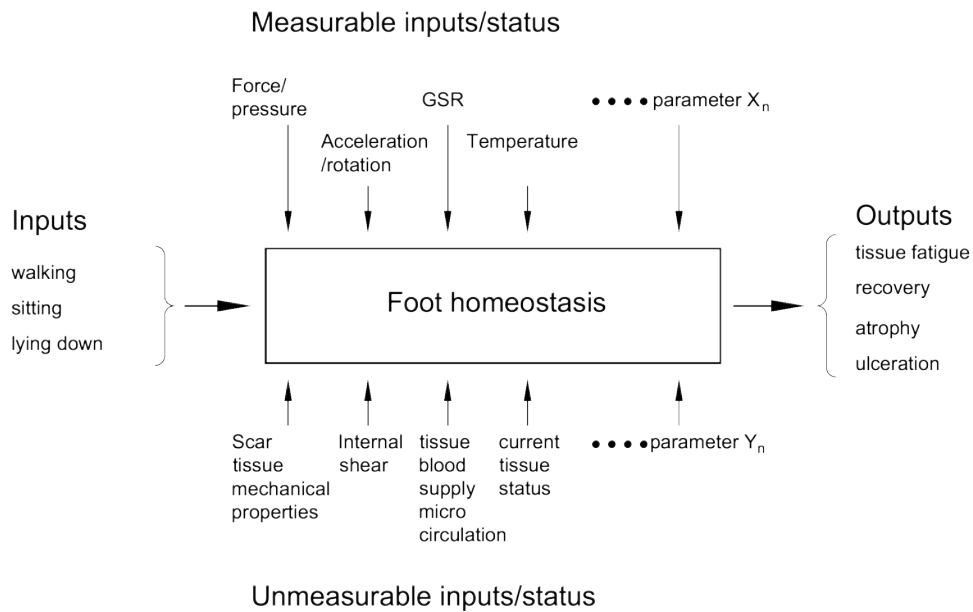 Measurable inputs/status
Force/
pressure
GSR
•••• parameter Xn
Acceleration
/rotation
Temperature
Inputs
walking
sitting
lying down
Foot homeostasis
Outputs
tissue fatigue
recovery
atrophy
ulceration
Scar
tissue
mechanical
properties
Internal
shear
tissue
blood
supply
micro
circulation
current
tissue
status
••••parameter Yn
Unmeasurable inputs/status